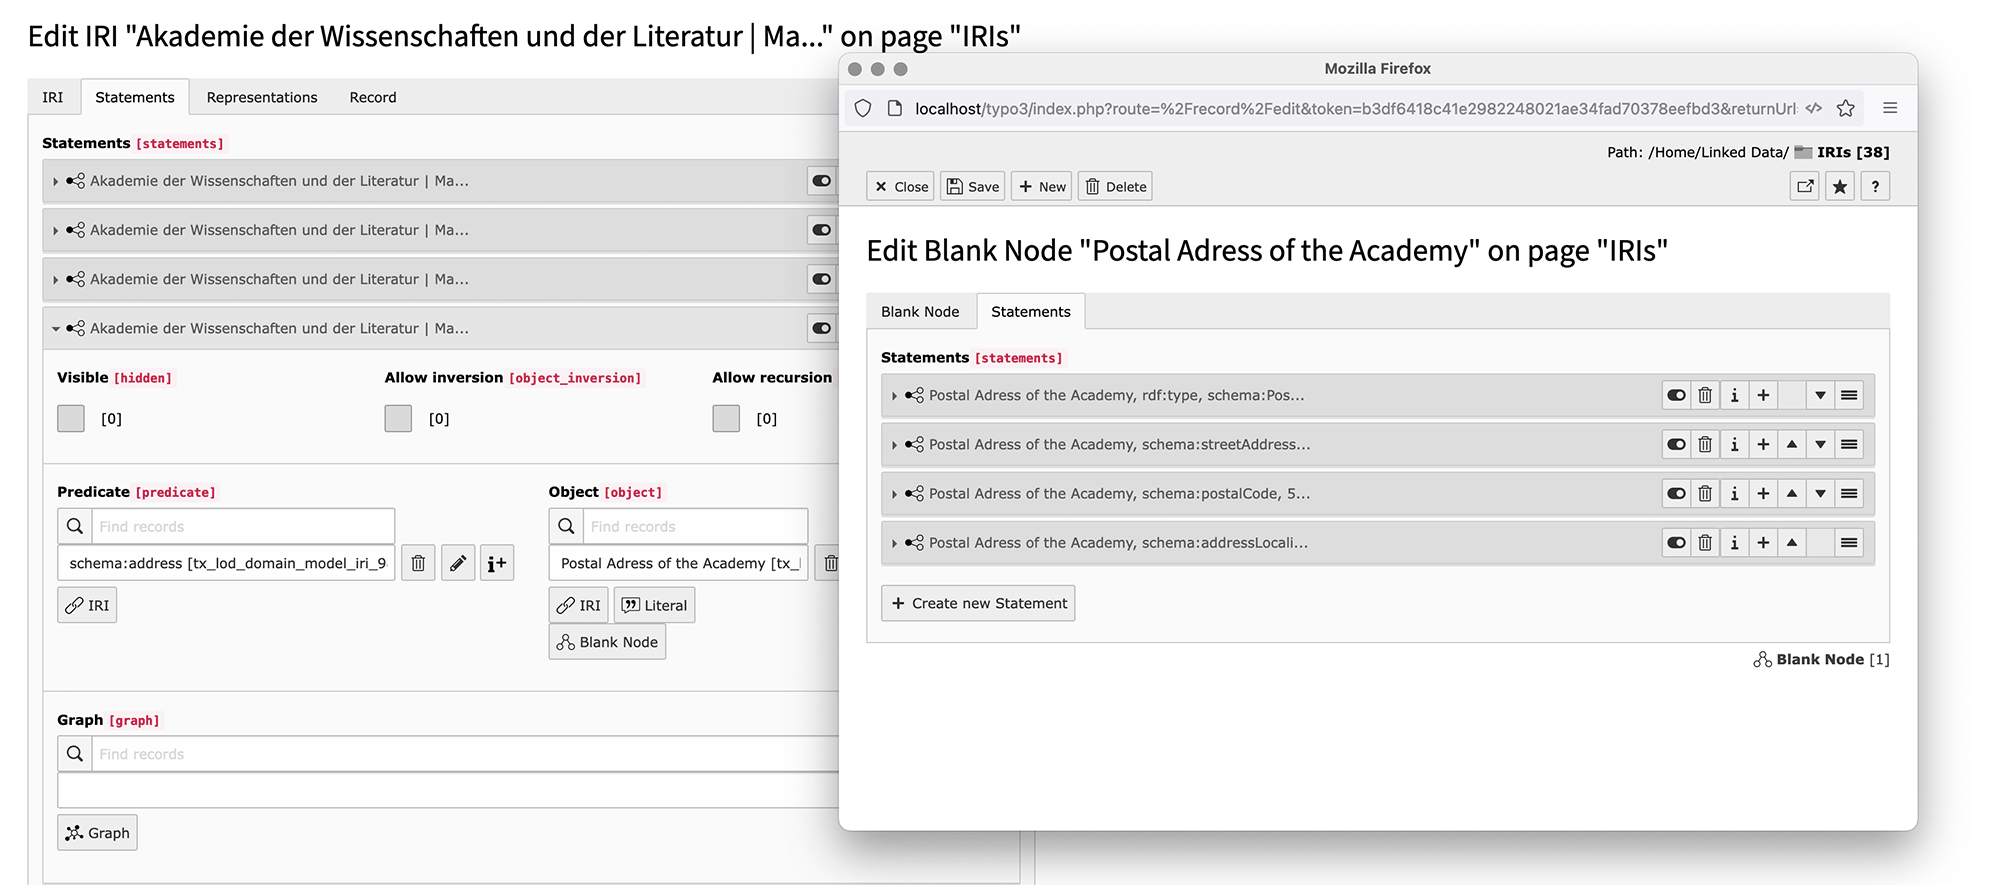 Edit IRI "Akademie der Wissenschaften und der Literatur | Ma..." on page "IRIs"
IRI
Statements
Representations
Record
Statements [statements]
Akademie der Wissenschaften und der Literatur | Ma...
Akademie der Wissenschaften und der Literatur | Ma...
Akademie der Wissenschaften und der Literatur | Ma...
Akademie der Wissenschaften und der Literatur | Ma...
Visible [hidden]
Allow inversion [object_inversion]
Allow recursion
[0]
[0]
[0]
Predicate [predicate]
Object [object]
Find records
Find records
schema:address [tx_lod_domain_model_iri_9
Postal Adress of the Academy [tx_
IRI
IRI
Literal
Blank Node
Graph [graph]
Find records
Graph
Mozilla Firefox
localhost/typo3/index.php?route=%2Frecord%2Fedit&token=b3df6418c41e2982248021ae34fad70378eefbd3&returnUrl
Path: /Home/Linked Data/ IRIs [38]
Close
Save
New
Delete
?
Edit Blank Node "Postal Adress of the Academy" on page "IRIs"
Blank Node
Statements
Statements [statements]
Postal Adress of the Academy, rdf:type, schema:Pos...
Postal Adress of the Academy, schema:streetAddress...
Postal Adress of the Academy, schema:postalCode, 5...
Postal Adress of the Academy, schema:addressLocali...
Create new Statement
Blank Node [1]